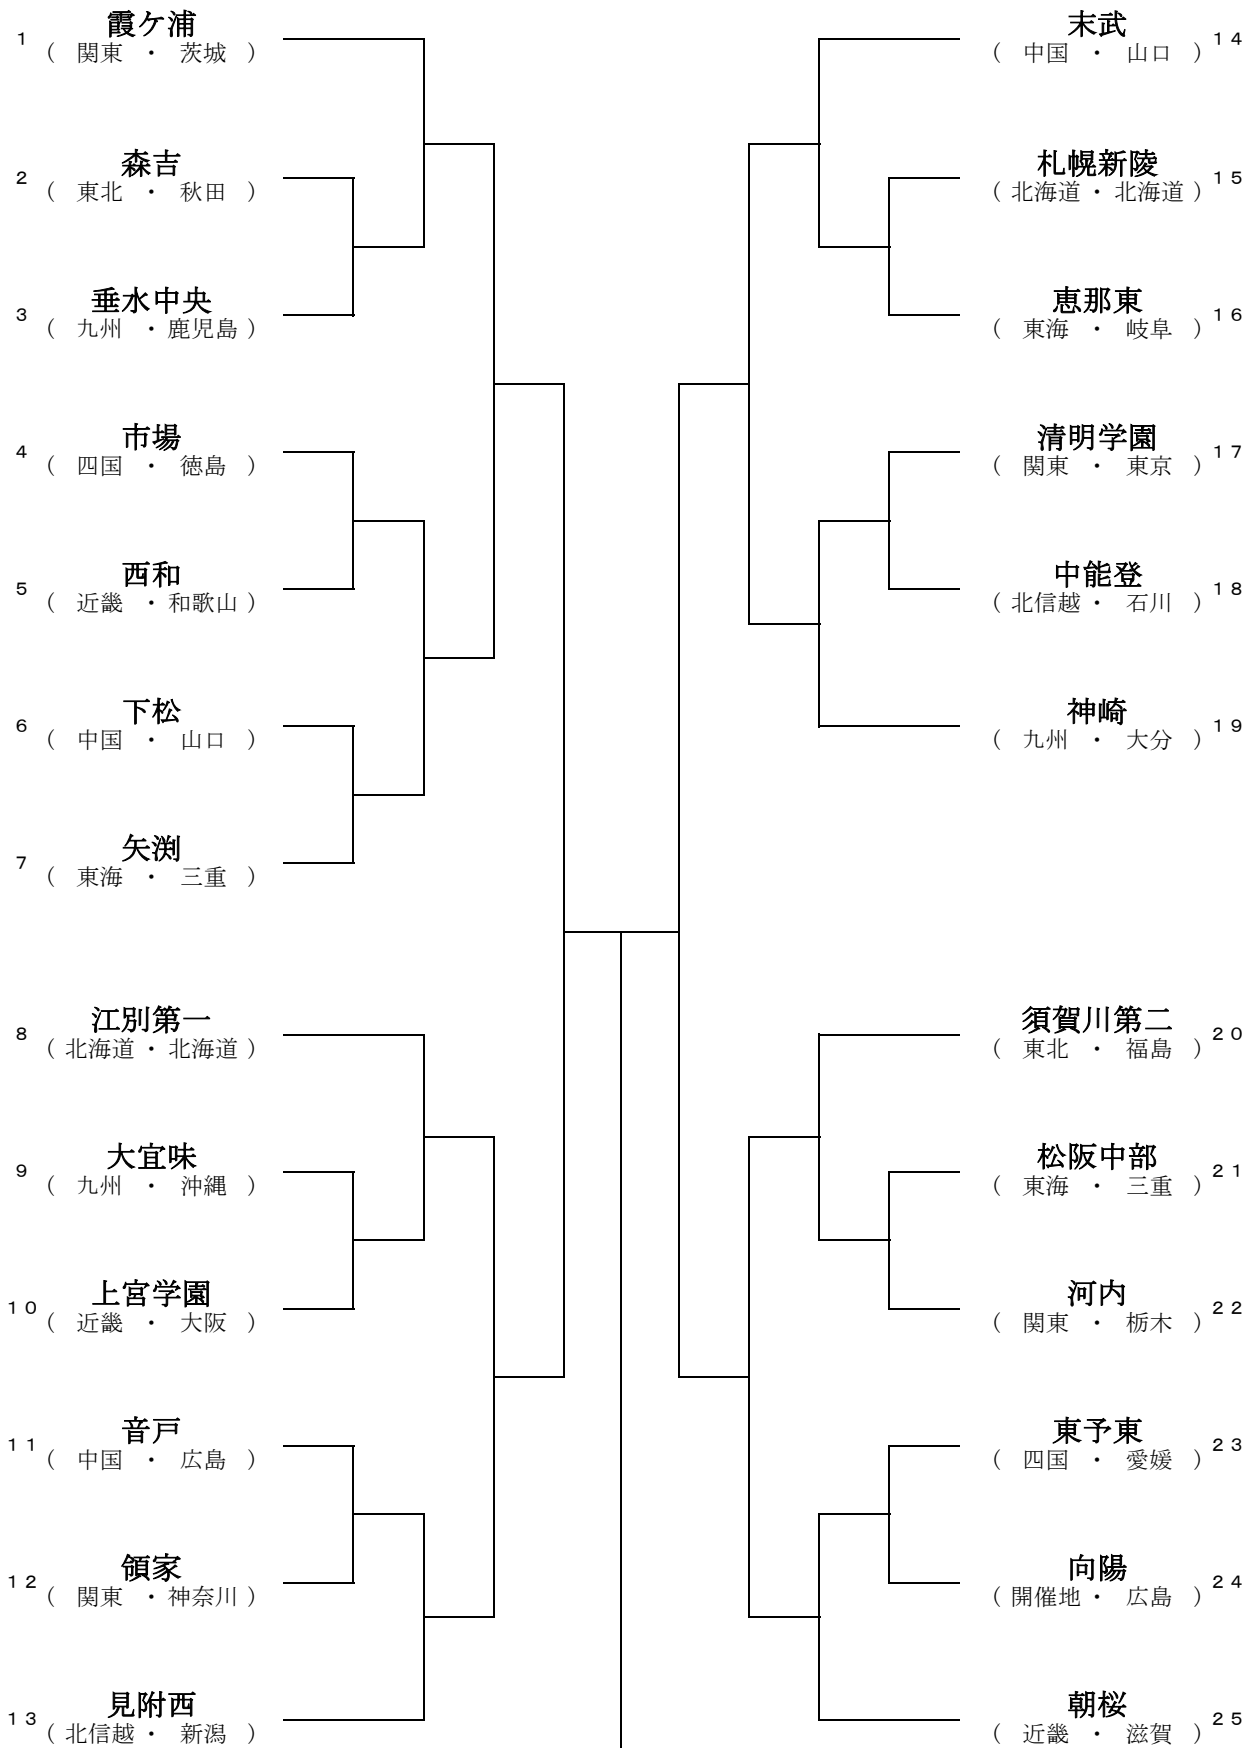 霞ケ浦
1 （ 関東 ・ 茨城 ）
森吉
2 （ 東北 ・ 秋田 ）
垂水中央
3 （ 九州 ・鹿児島 ）
市場
4 （ 四国 ・ 徳島 ）
西和
5 （ 近畿 ・和歌山 ）
下松
6 （ 中国 ・ 山口 ）
矢渕
7 （ 東海 ・ 三重 ）
江別第一
8 （ 北海道 ・ 北海道 ）
大宜味
9 （ 九州 ・ 沖縄 ）
上宮学園
10 （ 近畿 ・ 大阪 ）
音戸
11 （ 中国 ・ 広島 ）
領家
12 （ 関東 ・神奈川 ）
見附西
13 （ 北信越 ・ 新潟 ）
末武
（ 中国 ・ 山口 ） 14
札幌新陵
（ 北海道 ・ 北海道 ） 15
恵那東
（ 東海 ・ 岐阜 ） 16
清明学園
（ 関東 ・ 東京 ） 17
中能登
（ 北信越 ・ 石川 ） 18
神崎
（ 九州 ・ 大分 ） 19
須賀川第二
（ 東北 ・ 福島 ） 20
松阪中部
（ 東海 ・ 三重 ） 21
河内
（ 関東 ・ 栃木 ） 22
東予東
（ 四国 ・ 愛媛 ） 23
向陽
（ 開催地 ・ 広島 ） 24
朝桜
（ 近畿 ・ 滋賀 ） 25